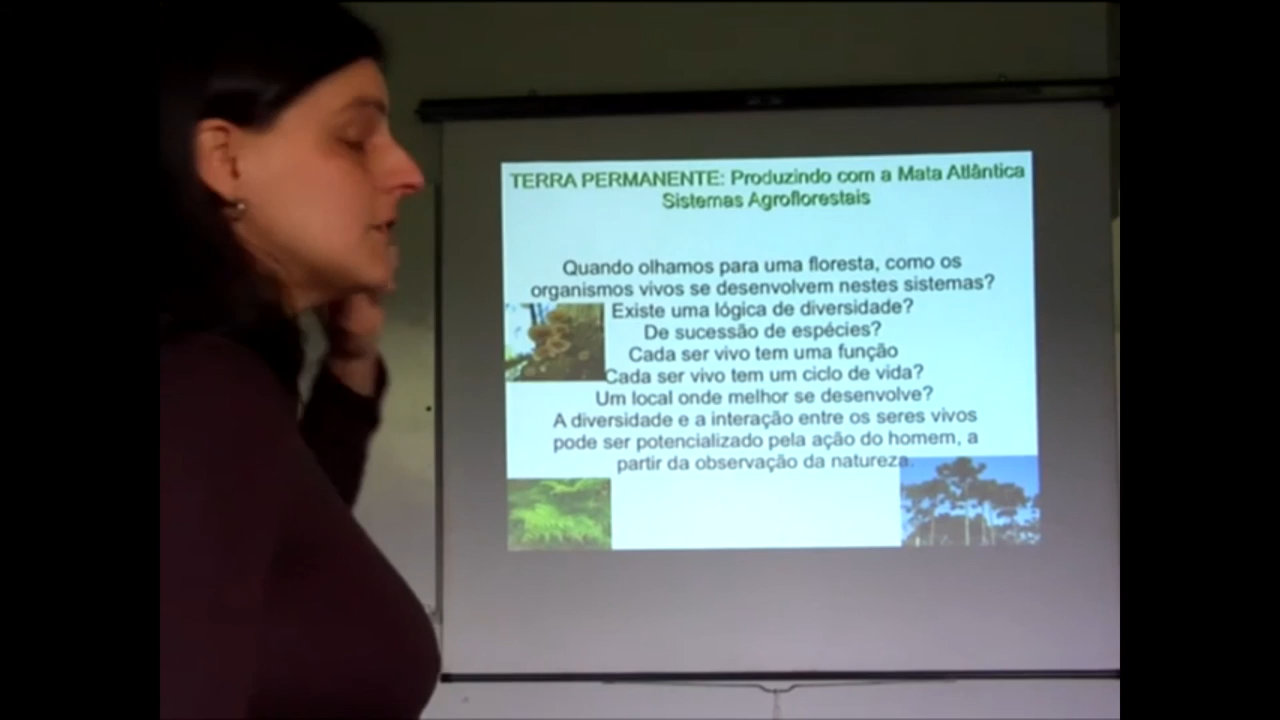 TERRA PERMANENTE: Produzindo com a Mata Atlântica
Sistemas Agroflorestais
Quando olhamos para uma floresta, como os
organismos vivos se desenvolvem nestes sistemas?
Existe uma lógica de diversidade?
De sucessão de espécies?
Cada ser vivo tem uma função
Cada ser vivo tem um ciclo de vida?
Um local onde melhor se desenvolve?
A diversidade e a interação entre os seres vivos
pode ser potencializado pela ação do homem, a
partir da observação da natureza.